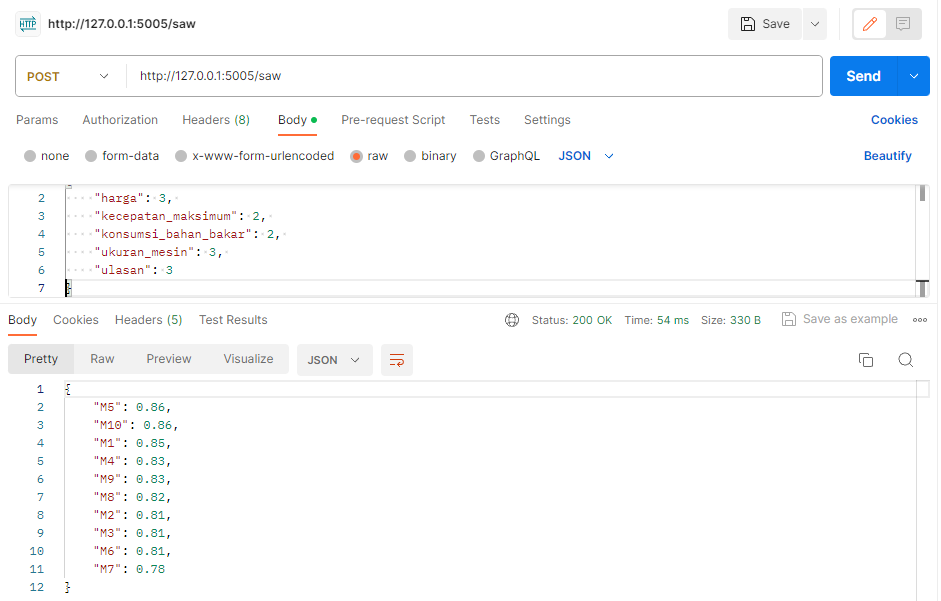 HTTP http://127.0.0.1:5005/saw Save
POST http://127.0.0.1:5005/saw Send
Params Authorization Headers (8) Body Pre-request Script Tests Settings Cookies
none form-data x-www-form-urlencoded raw binary GraphQL JSON Beautify
2 "harga": 3,
3 "kecepatan_maksimum": 2,
4 "konsumsi_bahan_bakar": 2,
5 "ukuran_mesin": 3,
6 "ulasan": 3
7 }
Body Cookies Headers (5) Test Results Status: 200 OK Time: 54 ms Size: 330 B Save as example
Pretty Raw Preview Visualize JSON
1 {
2 "M5": 0.86,
3 "M10": 0.86,
4 "M1": 0.85,
5 "M4": 0.83,
6 "M9": 0.83,
7 "M8": 0.82,
8 "M2": 0.81,
9 "M3": 0.81,
10 "M6": 0.81,
11 "M7": 0.78
12 }